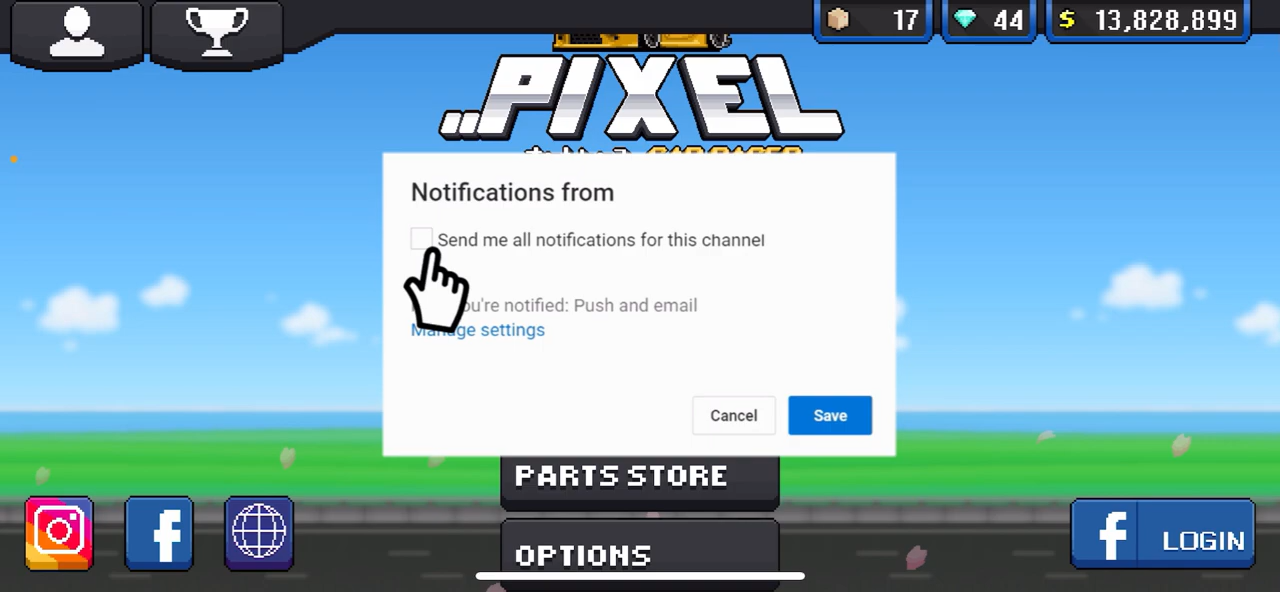 17
44
$ 13,828,899
PIXEL
Notifications from
Send me all notifications for this channel
you're notified: Push and email
Manage settings
Cancel
Save
PARTS STORE
OPTIONS
LOGIN